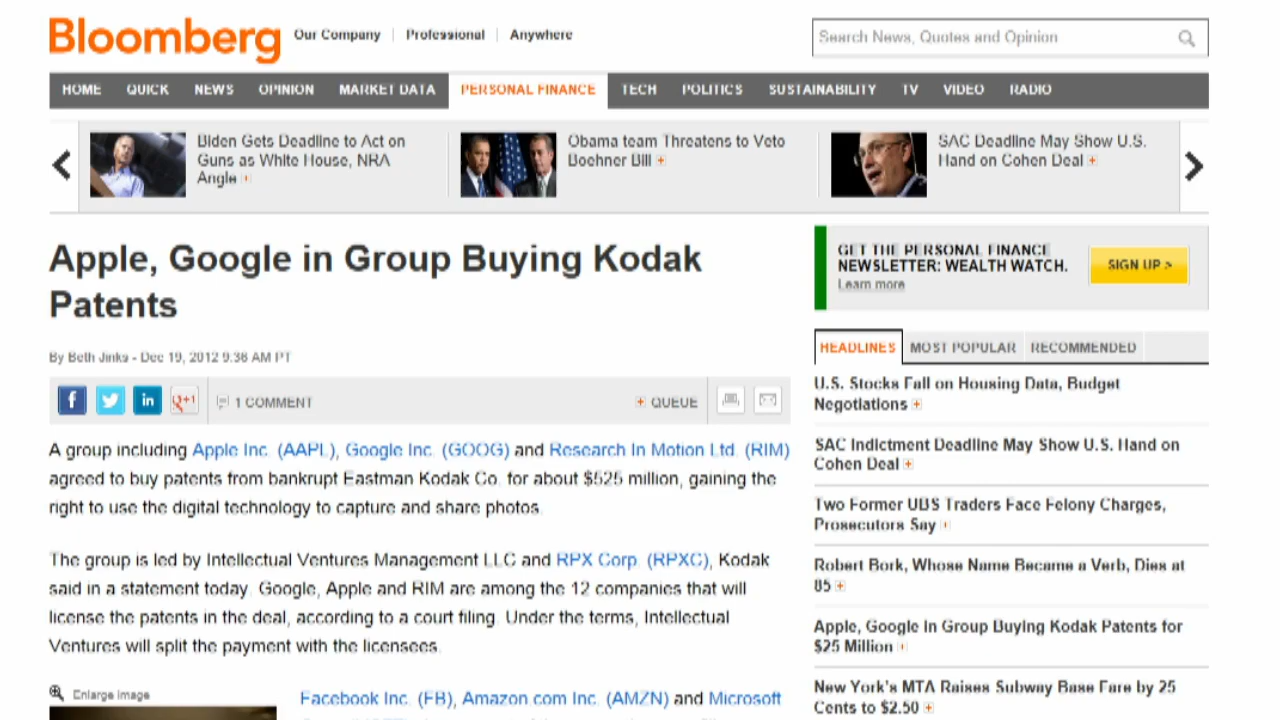 Bloomberg
Our Company
Professional
Anywhere
Search News, Quotes and Opinion
HOME
QUICK
NEWS
OPINION
MARKET DATA
PERSONAL FINANCE
TECH
POLITICS
SUSTAINABILITY
TV
VIDEO
RADIO
Biden Gets Deadline to Act on
Guns as White House, NRA
Angle +
Obama team Threatens to Veto
Boehner Bill +
SAC Deadline May Show U.S.
Hand on Cohen Deal +
Apple, Google in Group Buying Kodak
Patents
By Beth Jinks - Dec 19, 2012 9:36 AM PT
f
in
g+1
1 COMMENT
+ QUEUE
A group including Apple Inc. (AAPL), Google Inc. (GOOG) and Research In Motion Ltd. (RIM)
agreed to buy patents from bankrupt Eastman Kodak Co. for about $525 million, gaining the
right to use the digital technology to capture and share photos.
The group is led by Intellectual Ventures Management LLC and RPX Corp. (RPXC), Kodak
said in a statement today. Google, Apple and RIM are among the 12 companies that will
license the patents in the deal, according to a court filing. Under the terms, Intellectual
Ventures will split the payment with the licensees.
Enlarge image
Facebook Inc. (FB), Amazon.com Inc. (AMZN) and Microsoft
GET THE PERSONAL FINANCE
NEWSLETTER: WEALTH WATCH.
Learn more
SIGN UP >
HEADLINES
MOST POPULAR
RECOMMENDED
U.S. Stocks Fall on Housing Data, Budget
Negotiations +
SAC Indictment Deadline May Show U.S. Hand on
Cohen Deal +
Two Former UBS Traders Face Felony Charges,
Prosecutors Say +
Robert Bork, Whose Name Became a Verb, Dies at
85 +
Apple, Google in Group Buying Kodak Patents for
$25 Million +
New York's MTA Raises Subway Base Fare by 25
Cents to $2.50 +